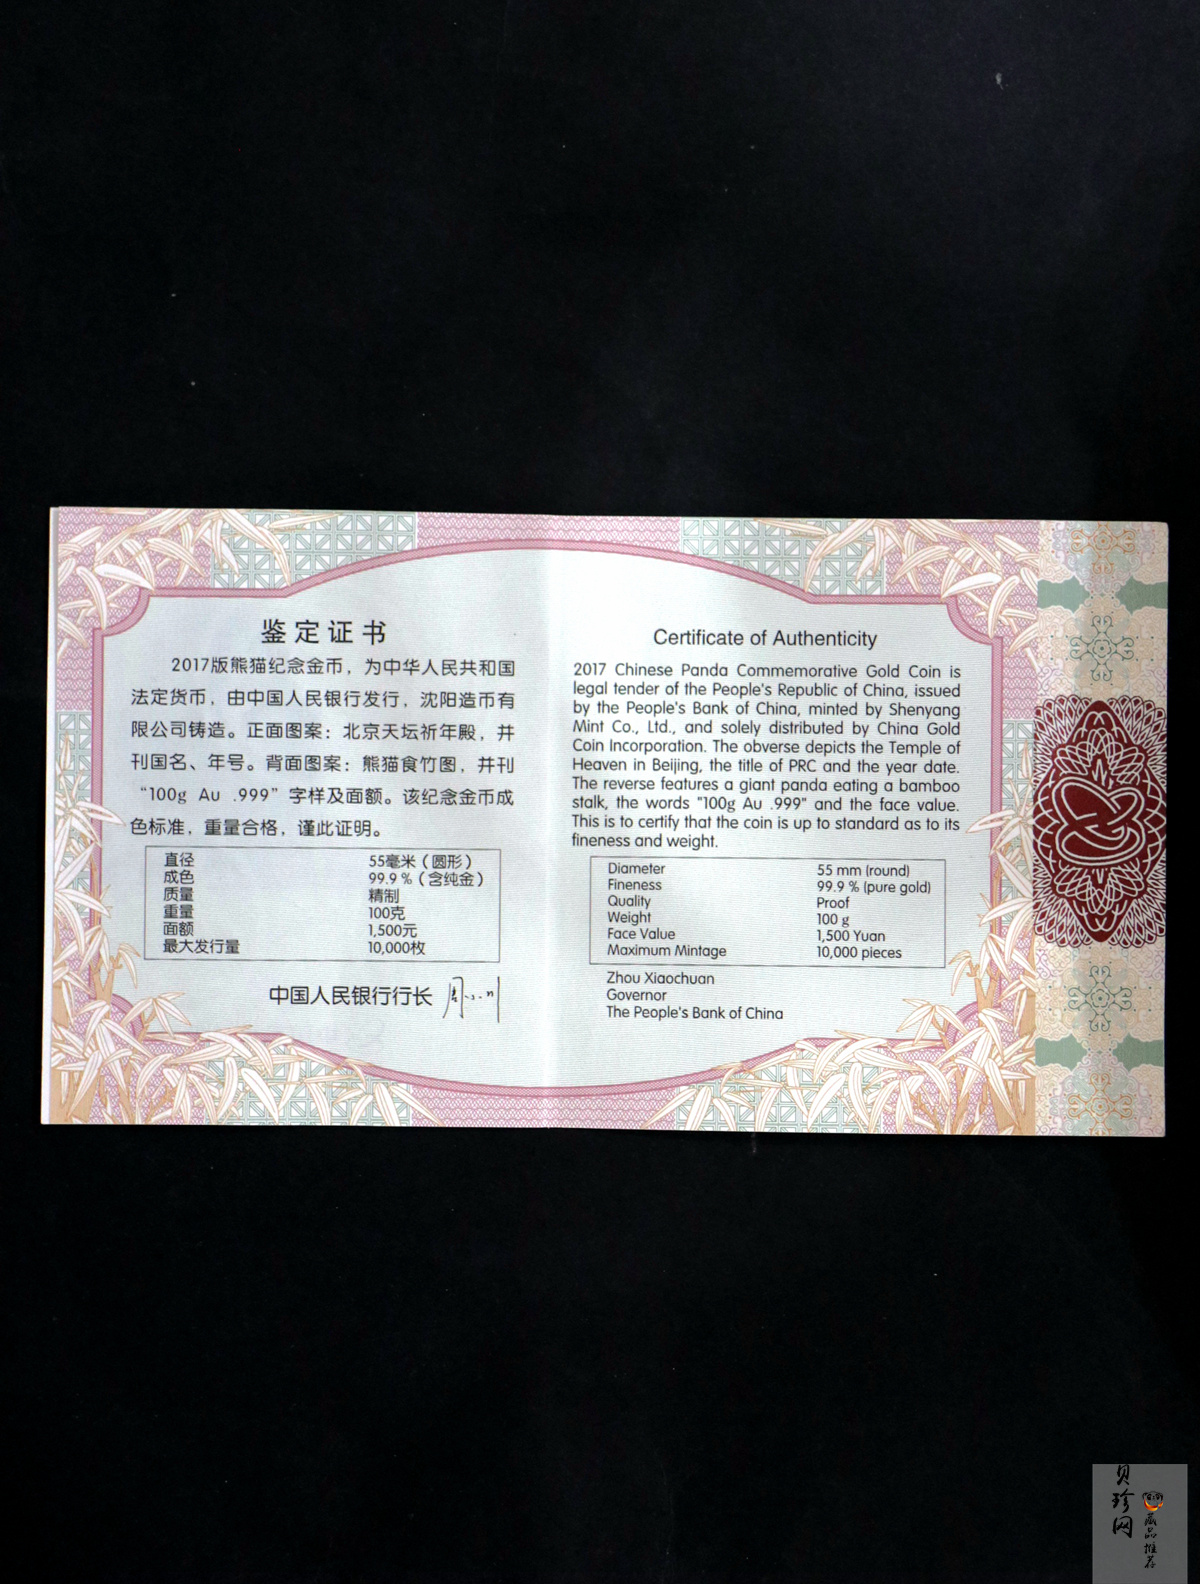 鉴定证书
2017版熊猫纪念金币，为中华人民共和国
法定货币，由中国人民银行发行，沈阳造币有
限公司铸造。正面图案：北京天坛祈年殿，并
刊国名、年号。背面图案：熊猫食竹图，并刊
“100g Au .999”字样及面额。该纪念金币成
色标准，重量合格，谨此证明。
直径 55毫米（圆形）
成色 99.9 %（含纯金）
质量 精制
重量 100克
面额 1,500元
最大发行量 10,000枚
中国人民银行行长
Certificate of Authenticity
2017 Chinese Panda Commemorative Gold Coin is
legal tender of the People's Republic of China, issued
by the People's Bank of China, minted by Shenyang
Mint Co., Ltd., and solely distributed by China Gold
Coin Incorporation. The obverse depicts the Temple of
Heaven in Beijing, the title of PRC and the year date.
The reverse features a giant panda eating a bamboo
stalk, the words "100g Au .999" and the face value.
This is to certify that the coin is up to standard as to its
fineness and weight.
Diameter 55 mm (round)
Fineness 99.9 % (pure gold)
Quality Proof
Weight 100 g
Face Value 1,500 Yuan
Maximum Mintage 10,000 pieces
Zhou Xiaochuan
Governor
The People's Bank of China
贝珍网
藏品推荐